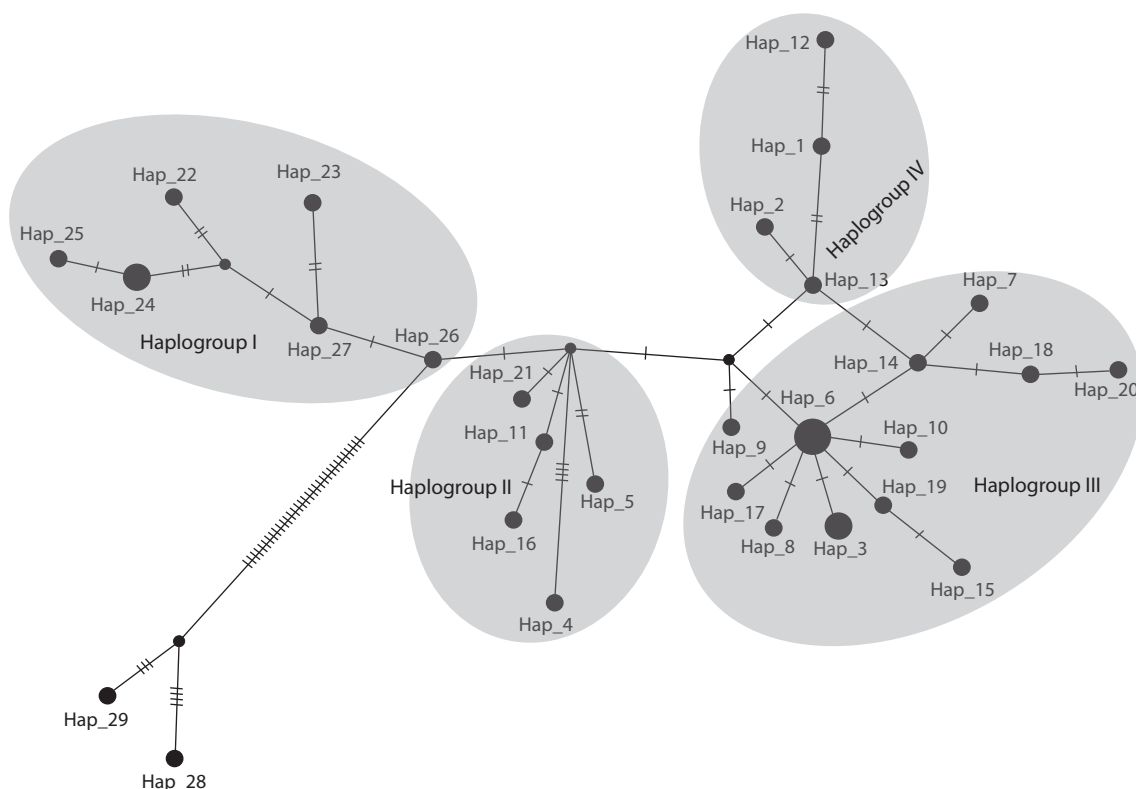 Hap_12
Hap_1
Hap_2
Haplogroup IV
Hap_13
Hap_22
Hap_23
Hap_25
Hap_24
Haplogroup I
Hap_27
Hap_26
Hap_7
Hap_14
Hap_18
Hap_20
Hap_21
Hap_6
Hap_11
Hap_9
Hap_10
Haplogroup II
Hap_5
Hap_17
Hap_19
Haplogroup III
Hap_16
Hap_8
Hap_3
Hap_15
Hap_4
Hap_29
Hap_28